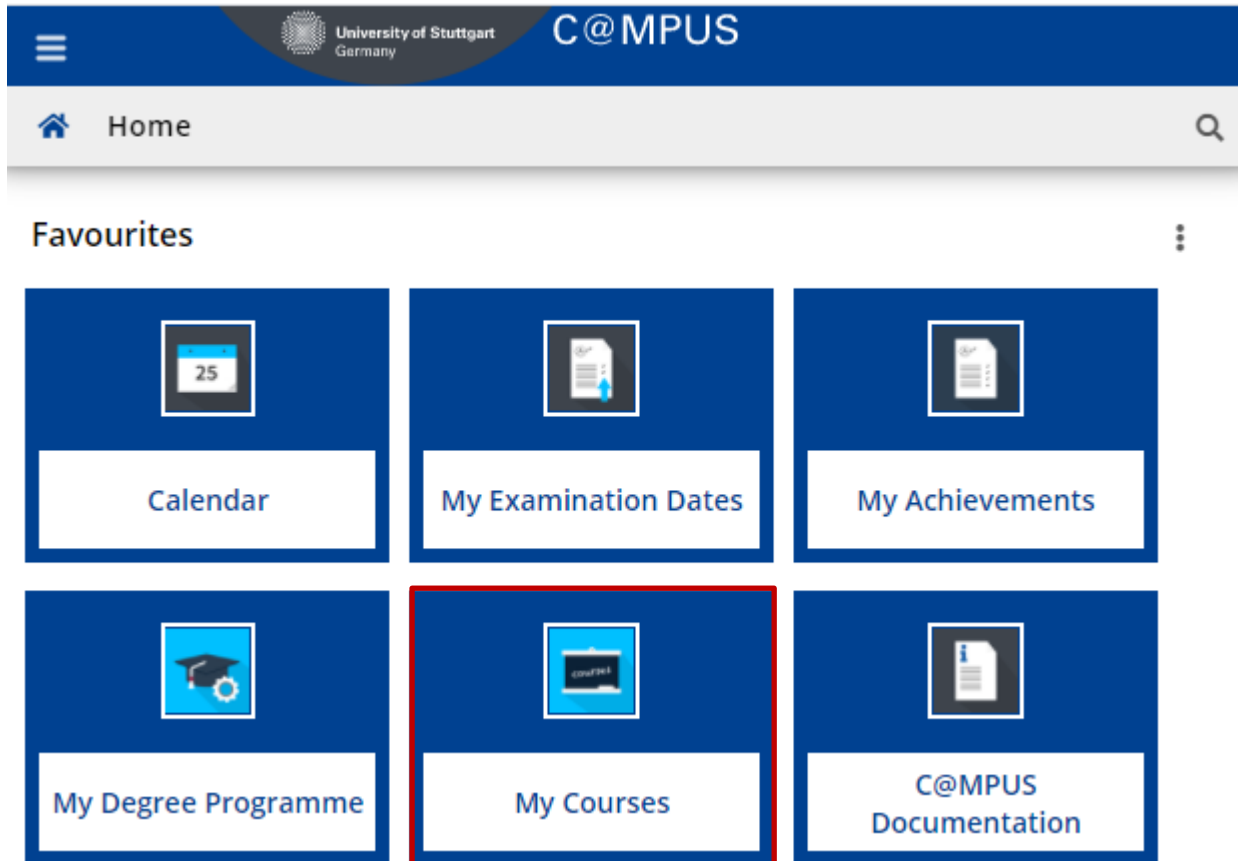 University of Stuttgart
Germany
C@MPUS
Home
Favourites
25
Calendar
My Examination Dates
My Achievements
COURSES
i
My Degree Programme
My Courses
C@MPUS
Documentation